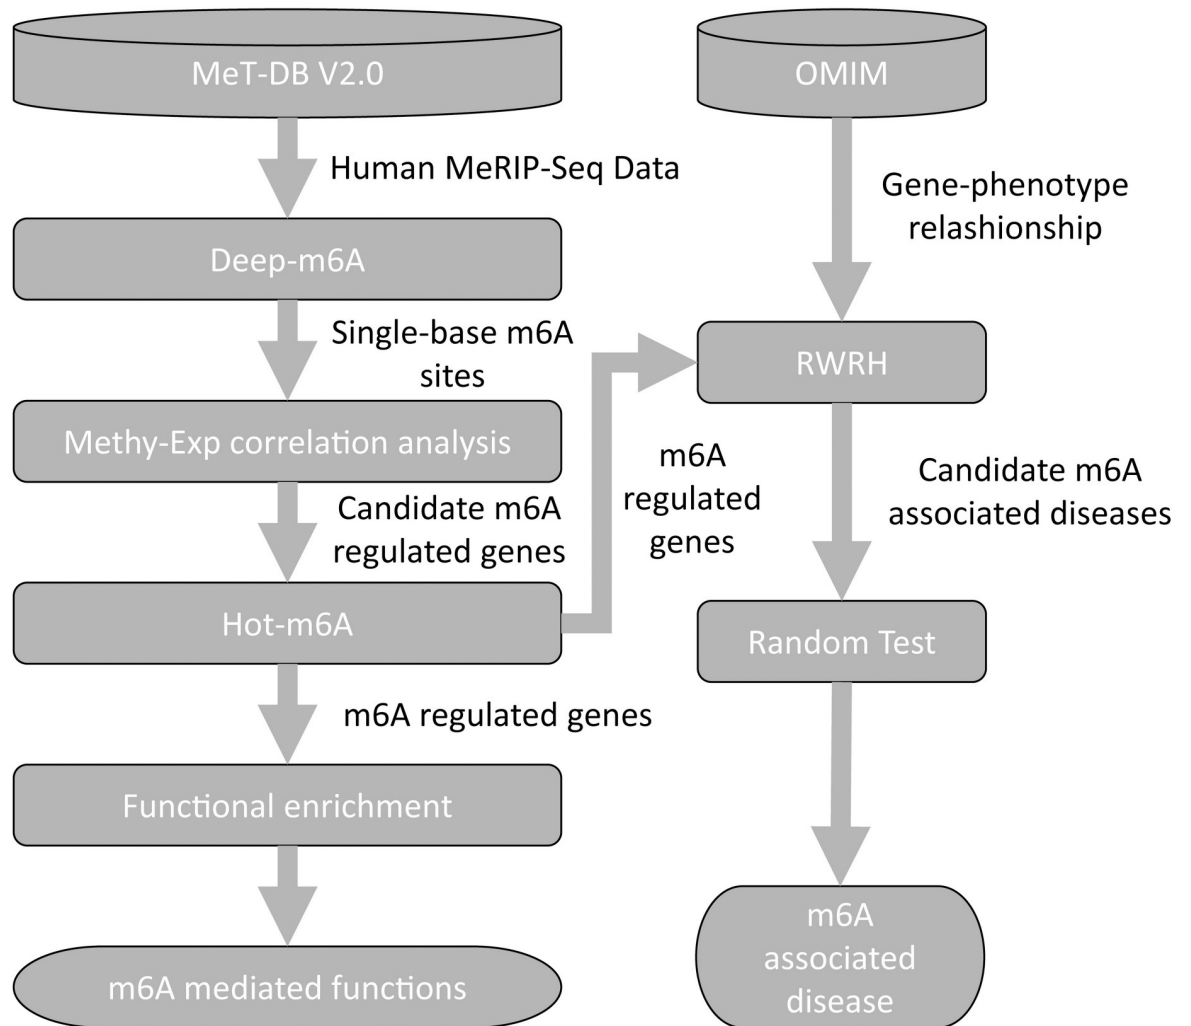 MeT-DB V2.0
Human MeRIP-Seq Data
Deep-m6A
Single-base m6A
sites
Methy-Exp correlation analysis
Candidate m6A
regulated genes
Hot-m6A
m6A regulated genes
Functional enrichment
m6A mediated functions
m6A
regulated
genes
OMIM
Gene-phenotype
relashionship
RWRH
Candidate m6A
associated diseases
Random Test
m6A
associated
disease